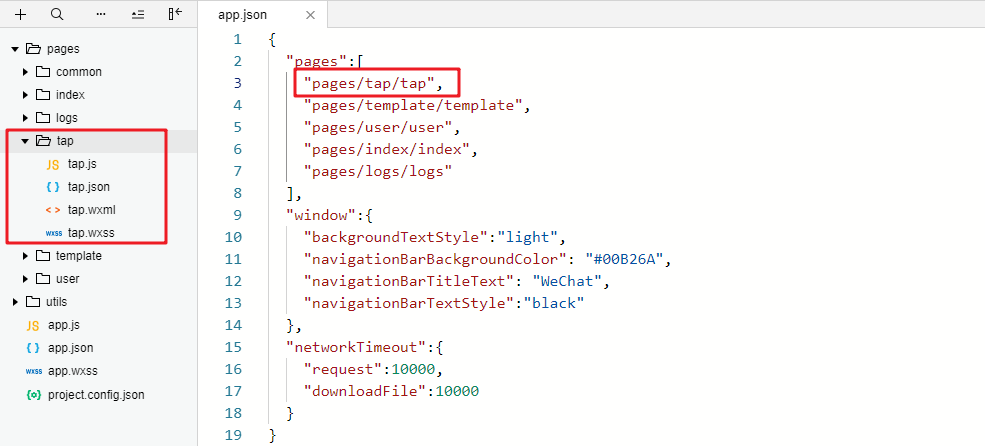 app.json
pages
common
index
logs
tap
JS tap.js
{ } tap.json
< > tap.wxml
wxss tap.wxss
template
user
utils
JS app.js
{ } app.json
wxss app.wxss
{o} project.config.json
1 {
2 "pages":[
3 "pages/tap/tap",
4 "pages/template/template",
5 "pages/user/user",
6 "pages/index/index",
7 "pages/logs/logs"
8 ],
9 "window":{
10 "backgroundTextStyle":"light",
11 "navigationBarBackgroundColor": "#00B26A",
12 "navigationBarTitleText": "WeChat",
13 "navigationBarTextStyle":"black"
14 },
15 "networkTimeout":{
16 "request":10000,
17 "downloadFile":10000
18 }
19 }